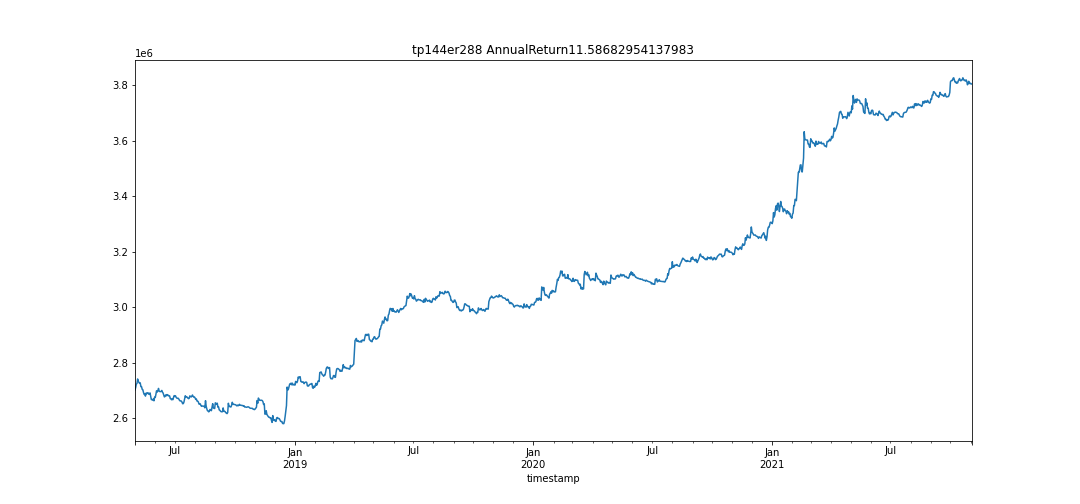 tp144er288 AnnualReturn11.58682954137983
1e6
3.8
3.6
3.4
3.2
3.0
2.8
2.6
Jul Jan Jul Jan Jul Jan Jul
2019 2020 2021
timestamp